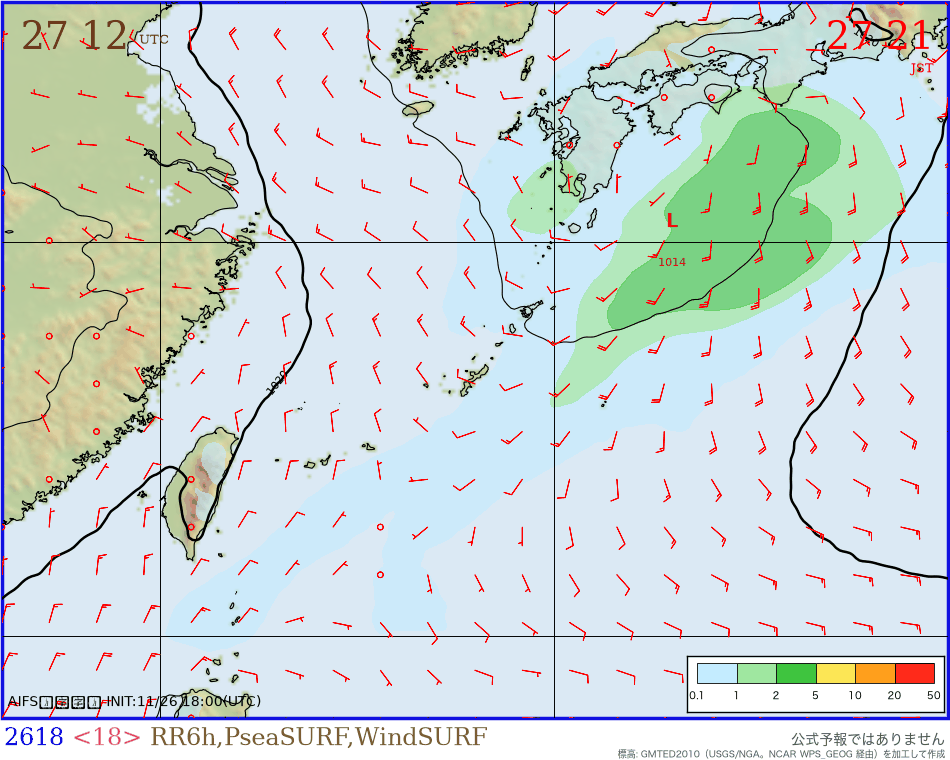 27 12 UTC
27 21
JST
L
1014
1020
AIFS INIT:11/26 18:00(UTC)
0.1 1 2 5 10 20 50
2618 <18> RR6h,PseaSURF,WindSURF
公式予報ではありません
標高: GMTED2010（USGS/NGA。NCAR WPS_GEOG 経由）を加工して作成